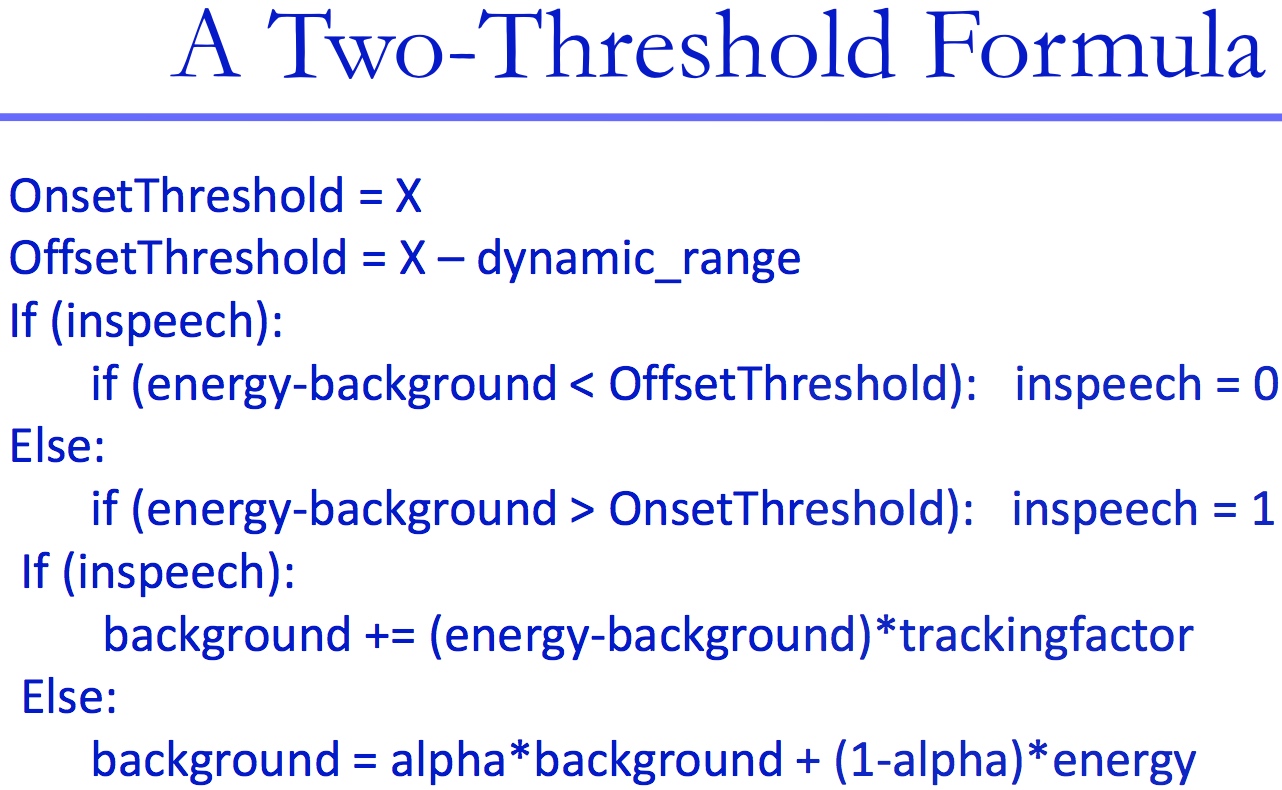 A Two-Threshold Formula
OnsetThreshold = X
OffsetThreshold = X – dynamic_range
If (inspeech):
if (energy-background < OffsetThreshold): inspeech = 0
Else:
if (energy-background > OnsetThreshold): inspeech = 1
If (inspeech):
background += (energy-background)*trackingfactor
Else:
background = alpha*background + (1-alpha)*energy